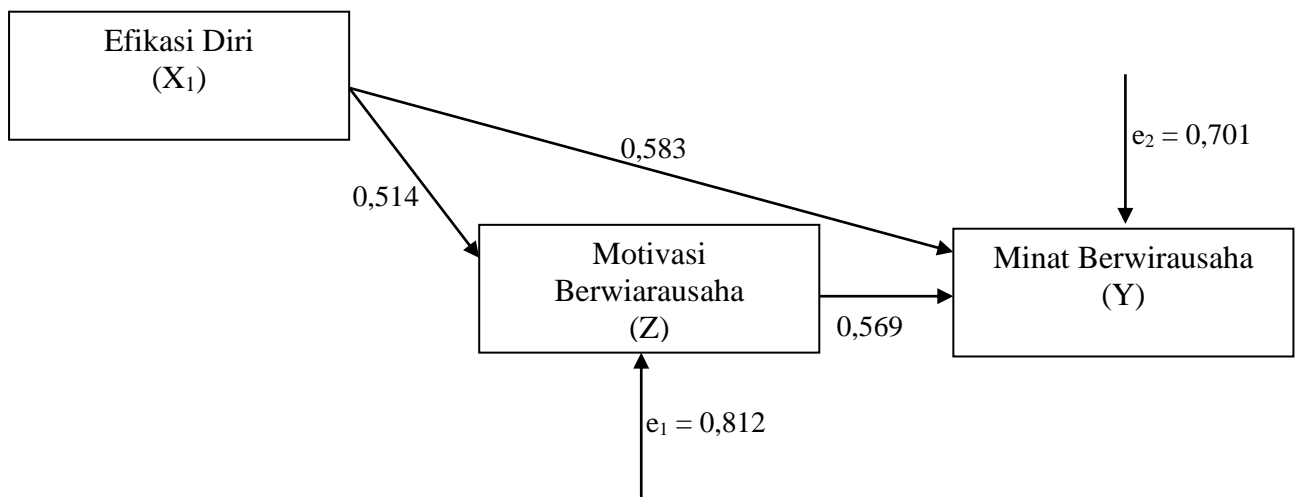 Efikasi Diri
(X₁)
e₂ = 0,701
0,583
0,514
Motivasi
Berwiarausaha
(Z)
Minat Berwirausaha
(Y)
0,569
e₁ = 0,812